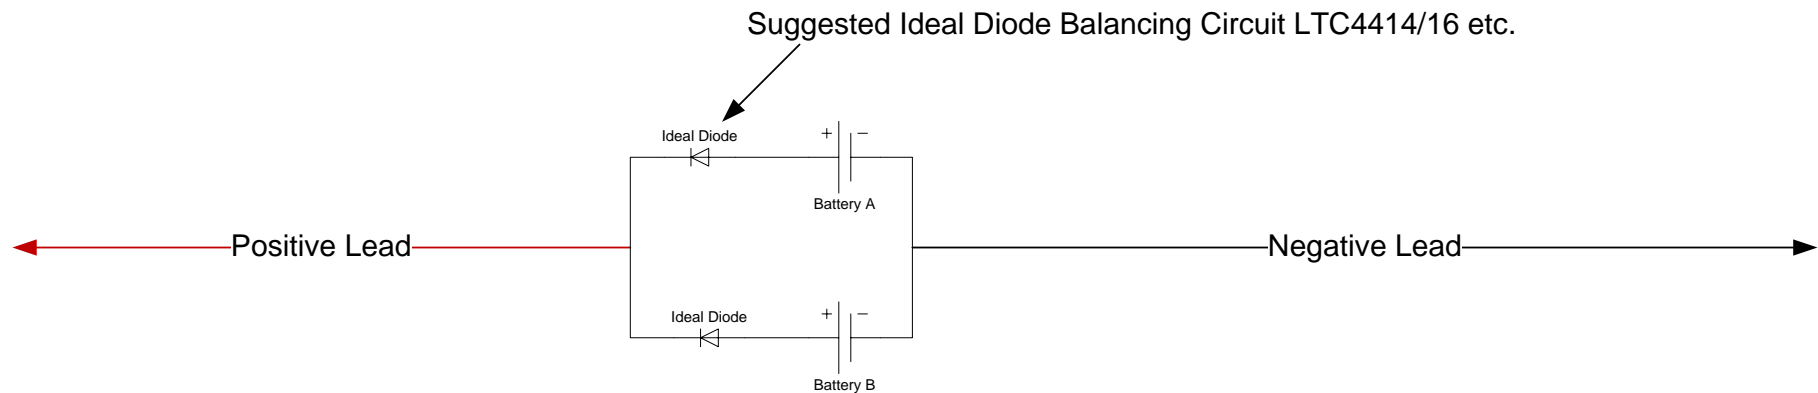 Suggested Ideal Diode Balancing Circuit LTC4414/16 etc.
Ideal Diode
+ −
Battery A
Positive Lead
Negative Lead
Ideal Diode
+ −
Battery B